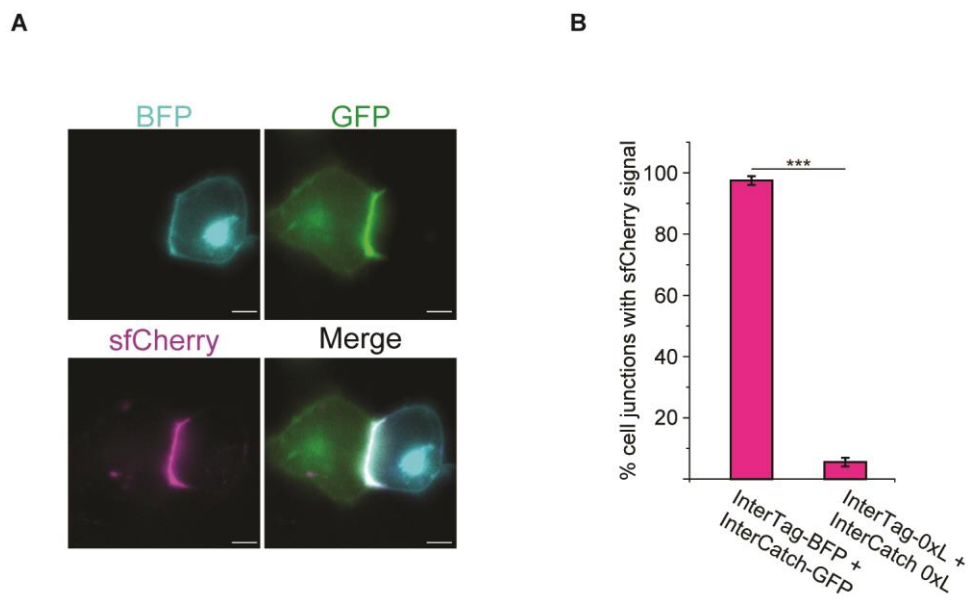 A
B
BFP
GFP
sfCherry
Merge
% cell junctions with sfCherry signal
100
80
60
40
20
***
InterTag-BFP +
InterCatch-GFP
InterTag-0xL +
InterCatch 0xL